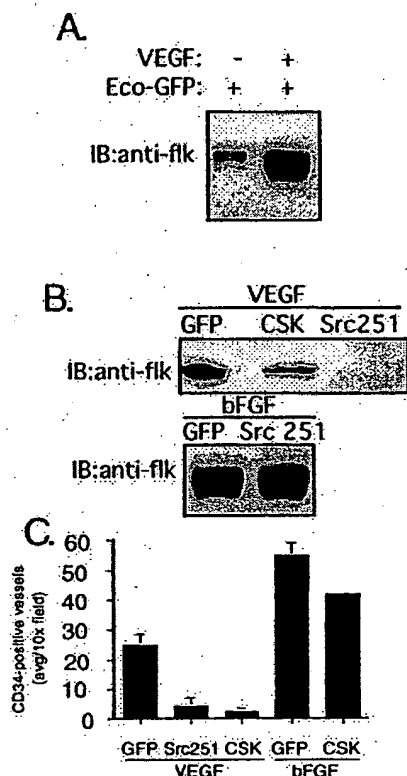 A.
VEGF: - +
Eco-GFP: + +
IB:anti-flk
B.
VEGF
GFP CSK Src251
IB:anti-flk
bFGF
GFP Src 251
IB:anti-flk
C.
CD34-positive vessels
(avg/10x field)
60
50
40
30
20
10
0
GFP Src251 CSK GFP CSK
VEGF bFGF